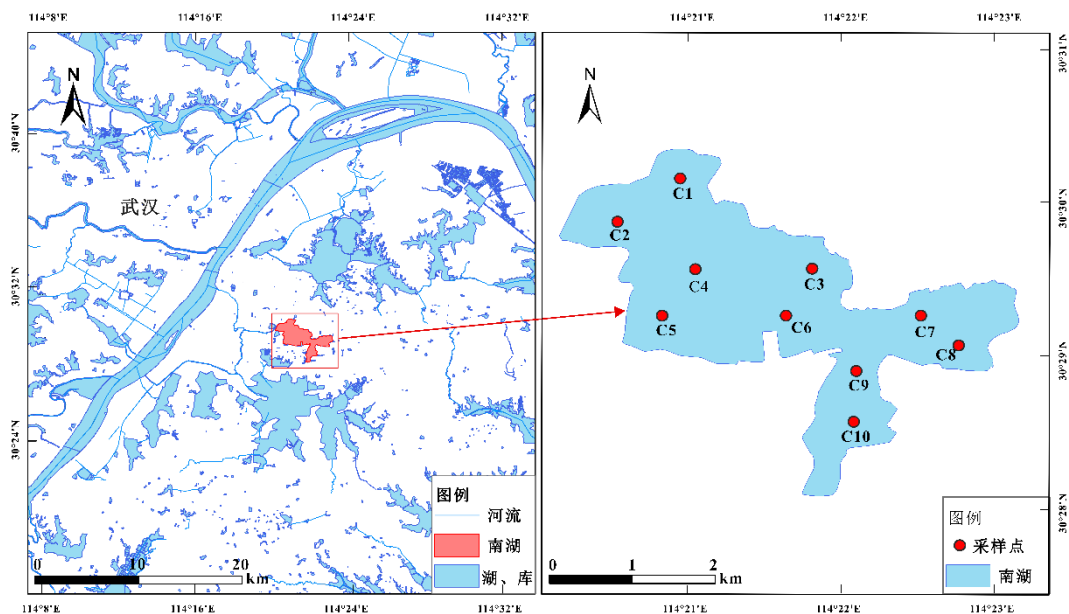 114°8′E 114°16′E 114°24′E 114°32′E
114°21′E 114°22′E 114°23′E
30°40′N
30°32′N
30°24′N
N
武汉
图例
河流
南湖
湖、库
0 10 20
km
114°8′E 114°16′E 114°24′E 114°32′E
N
C1
C2
C4
C3
C5
C6
C7
C8
C9
C10
30°31′N
30°30′N
30°29′N
30°28′N
图例
采样点
南湖
0 1 2
km
114°21′E 114°22′E 114°23′E